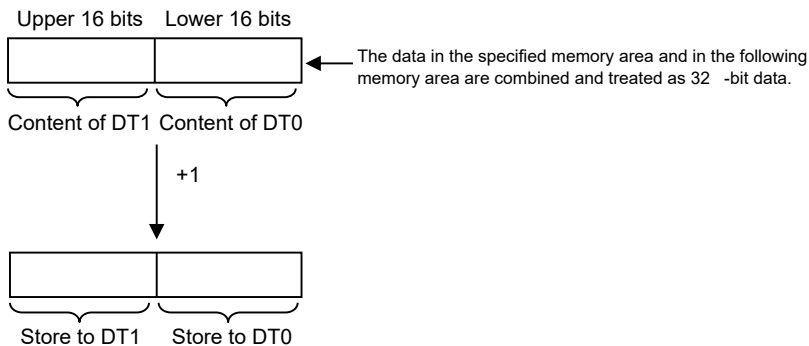 Upper 16 bits Lower 16 bits
The data in the specified memory area and in the following
memory area are combined and treated as 32 -bit data.
Content of DT1 Content of DT0
+1
Store to DT1 Store to DT0